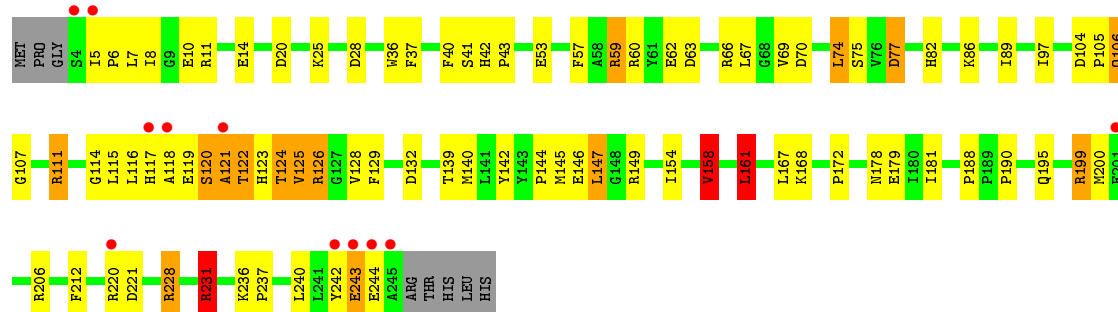 MET PRO GLY S4 I5 P6 L7 I8 G9 E10 R11 E14 D20 K25 D28 W36 F37 F40 S41 H42 P43 E53 F57 A58 R59 R60 Y61 E62 D63 R66 L67 G68 V69 D70 L74 S75 V76 D77 H82 K86 I89 I97 D104 P105 Q106
G107 R111 G114 L115 L116 H117 A118 E119 S120 A121 T122 H123 T124 V125 R126 G127 V128 F129 D132 T139 M140 L141 Y142 Y143 P144 M145 E146 L147 G148 R149 I154 V158 L161 L167 K168 P172 N178 E179 I180 I181 P188 P189 P190 Q195 R199 M200 E201
R206 F212 R220 D221 R228 R231 K236 P237 L240 L241 Y242 E243 E244 A245 ARG THR HIS LEU HIS